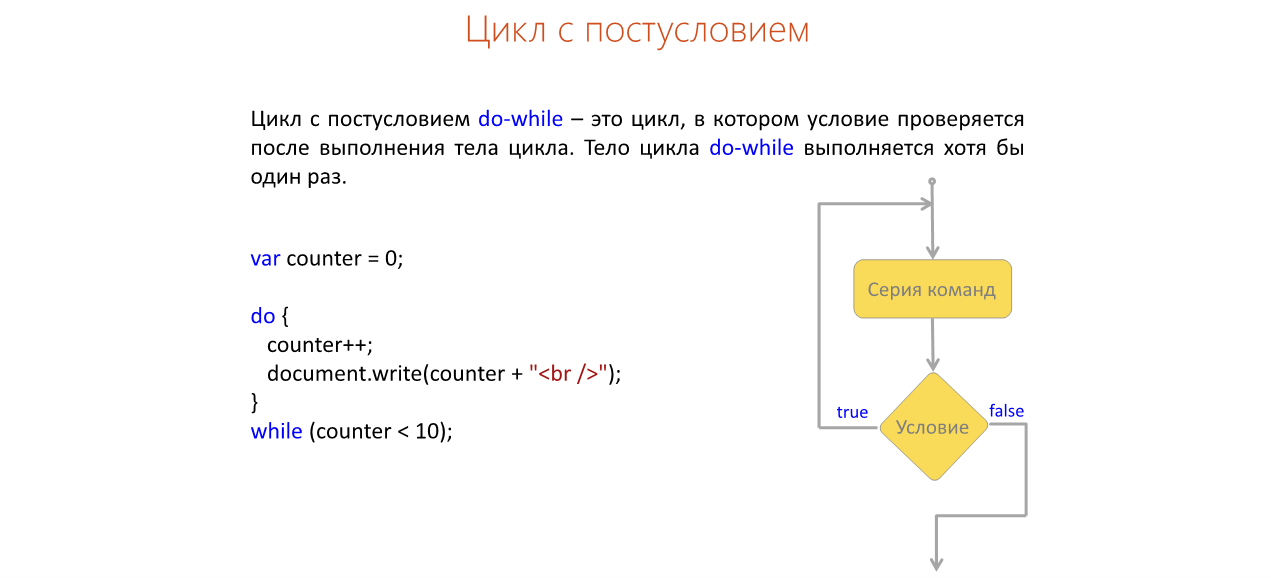 Цикл с постусловием
Цикл с постусловием do-while – это цикл, в котором условие проверяется
после выполнения тела цикла. Тело цикла do-while выполняется хотя бы
один раз.
var counter = 0;
do {
counter++;
document.write(counter + "<br />");
}
while (counter < 10);
Серия команд
true
false
Условие